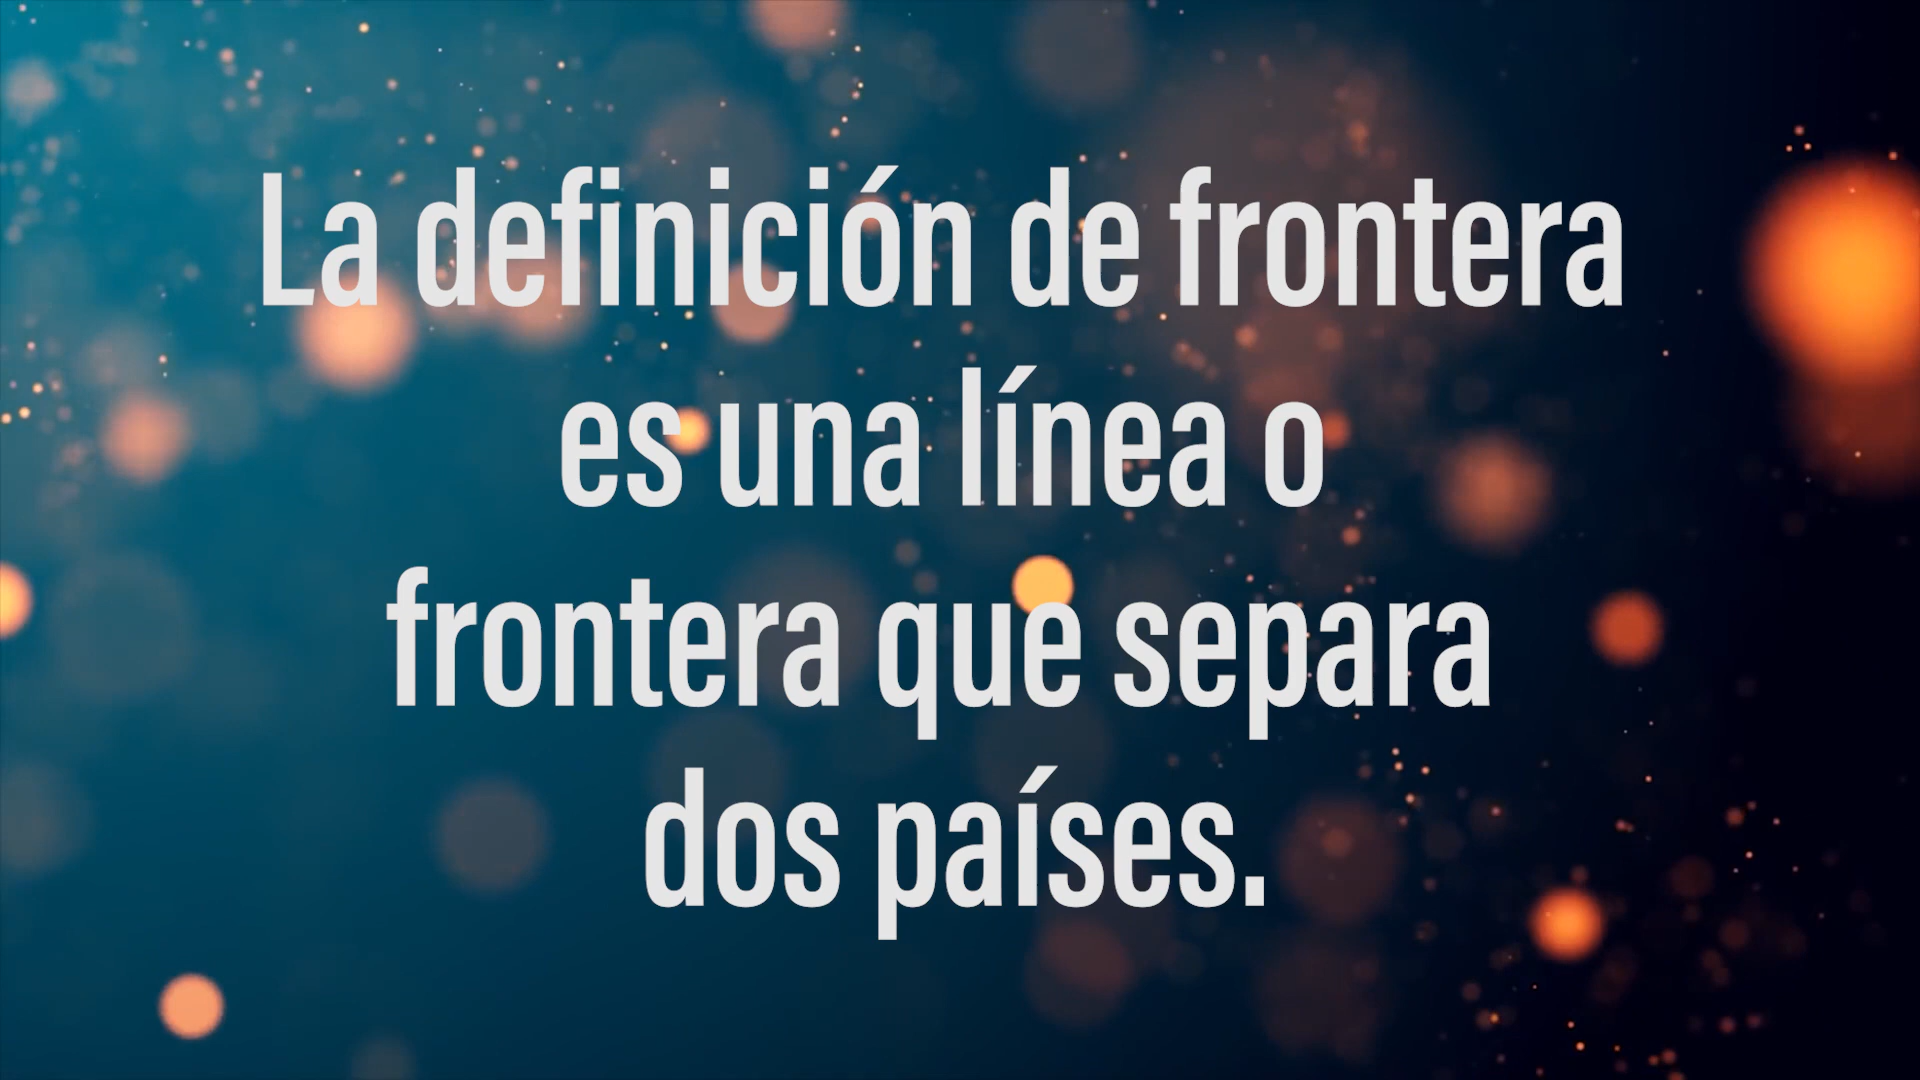 La definición de frontera
es una línea o
frontera que separa
dos países.